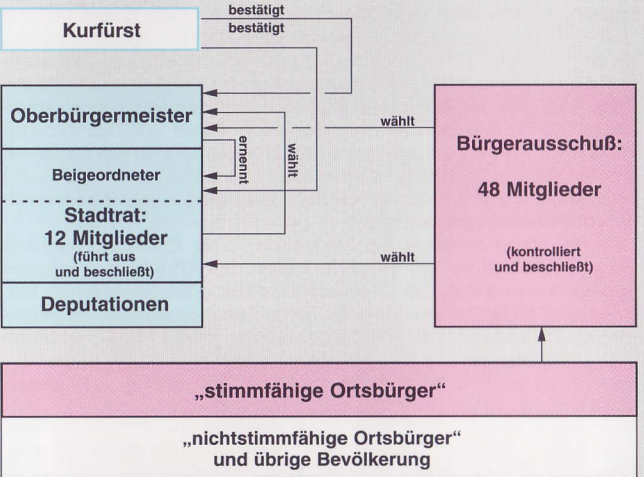 bestätigt
Kurfürst
bestätigt
Oberbürgermeister
wählt
ernennt
wählt
Bürgerausschuß:
48 Mitglieder
(kontrolliert
und beschließt)
Beigeordneter
Stadtrat:
12 Mitglieder
(führt aus
und beschließt)
wählt
Deputationen
„stimmfähige Ortsbürger“
„nichtstimmfähige Ortsbürger“
und übrige Bevölkerung